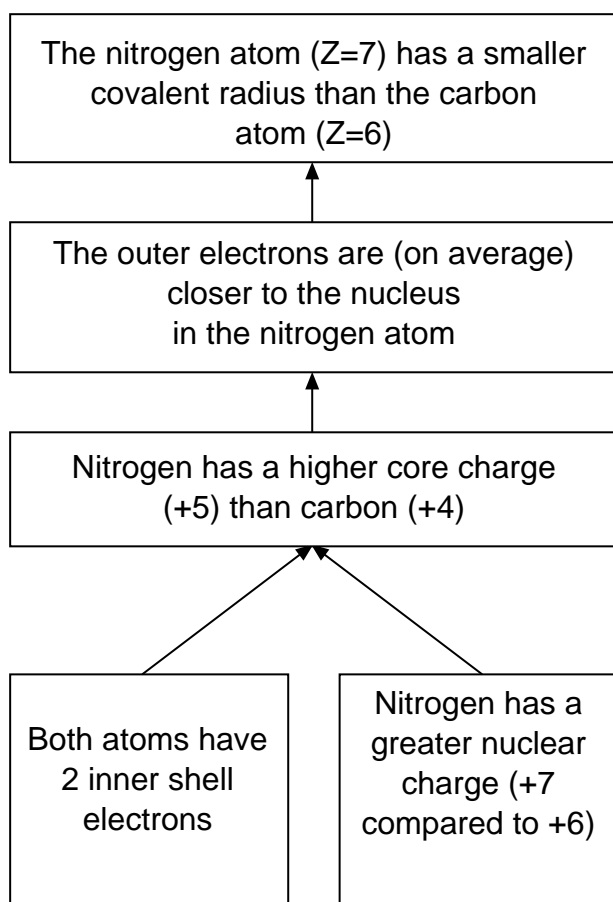 The nitrogen atom (Z=7) has a smaller
covalent radius than the carbon
atom (Z=6)
The outer electrons are (on average)
closer to the nucleus
in the nitrogen atom
Nitrogen has a higher core charge
(+5) than carbon (+4)
Both atoms have
2 inner shell
electrons
Nitrogen has a
greater nuclear
charge (+7
compared to +6)